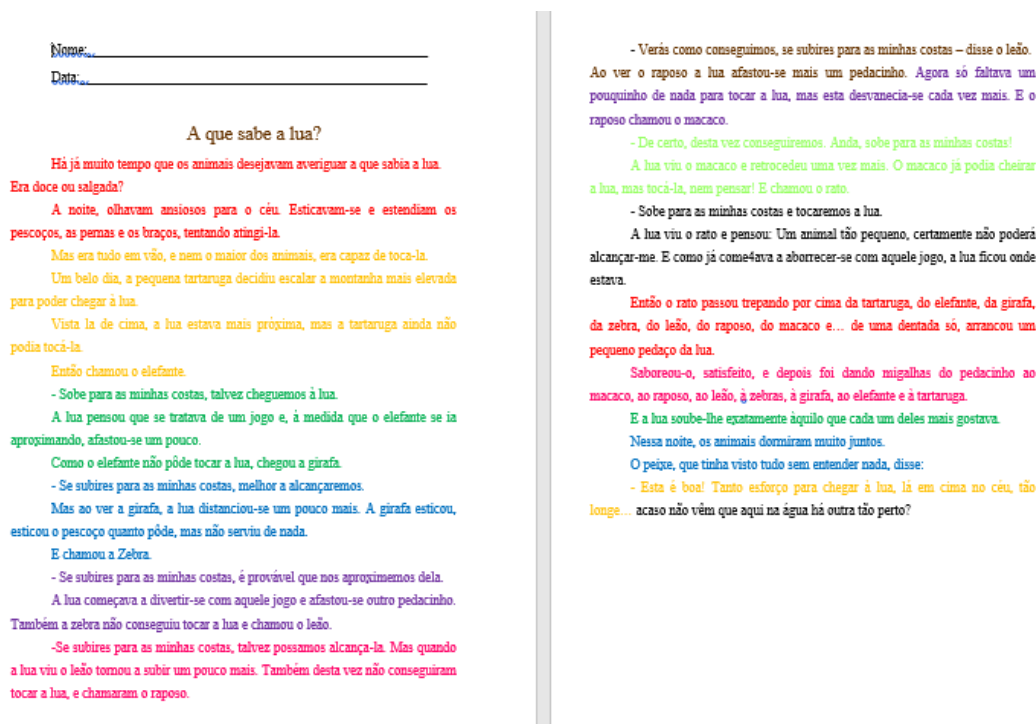 Nome:
Data:
A que sabe a lua?
Há já muito tempo que os animais desejavam averiguar a que sabia a lua.
Era doce ou salgada?
A noite, olhavam ansiosos para o céu. Esticavam-se e estendiam os
pescoços, as pernas e os braços, tentando atingi-la.
Mas era tudo em vão, e nem o maior dos animais, era capaz de toca-la.
Um belo dia, a pequena tartaruga decidiu escalar a montanha mais elevada
para poder chegar à lua.
Vista la de cima, a lua estava mais próxima, mas a tartaruga ainda não
podia tocá-la.
Então chamou o elefante.
- Sobe para as minhas costas, talvez cheguemos à lua.
A lua pensou que se tratava de um jogo e, à medida que o elefante se ia
aproximando, afastou-se um pouco.
Como o elefante não pôde tocar a lua, chegou a girafa.
- Se subires para as minhas costas, melhor a alcançaremos.
Mas ao ver a girafa, a lua distanciou-se um pouco mais. A girafa esticou,
esticou o pescoço quanto pôde, mas não serviu de nada.
E chamou a Zebra.
- Se subires para as minhas costas, é provável que nos aproximemos dela.
A lua começava a divertir-se com aquele jogo e afastou-se outro pedacinho.
Também a zebra não conseguiu tocar a lua e chamou o leão.
-Se subires para as minhas costas, talvez possamos alcança-la. Mas quando
a lua viu o leão tornou a subir um pouco mais. Também desta vez não conseguiram
tocar a lua, e chamaram o raposo.
- Verás como conseguimos, se subires para as minhas costas – disse o leão.
Ao ver o raposo a lua afastou-se mais um pedacinho. Agora só faltava um
pouquinho de nada para tocar a lua, mas esta desvanecia-se cada vez mais. E o
raposo chamou o macaco.
- De certo, desta vez conseguiremos. Anda, sobe para as minhas costas!
A lua viu o macaco e retrocedeu uma vez mais. O macaco já podia cheirar
a lua, mas tocá-la, nem pensar! E chamou o rato:
- Sobe para as minhas costas e tocaremos a lua.
A lua viu o rato e pensou: Um animal tão pequeno, certamente não poderá
alcançar-me. E como já come4ava a aborrecer-se com aquele jogo, a lua ficou onde
estava.
Então o rato passou trepando por cima da tartaruga, do elefante, da girafa,
da zebra, do leão, do raposo, do macaco e… de uma dentada só, arrancou um
pequeno pedaço da lua.
Saboreou-o, satisfeito, e depois foi dando migalhas do pedacinho ao
macaco, ao raposo, ao leão, à zebras, à girafa, ao elefante e à tartaruga.
E a lua soube-lhe exatamente àquilo que cada um deles mais gostava.
Nessa noite, os animais dormiram muito juntos.
O peixe, que tinha visto tudo sem entender nada, disse:
- Esta é boa! Tanto esforço para chegar à lua, lá em cima no céu, tão
longe… acaso não vêm que aqui na água há outra tão perto?